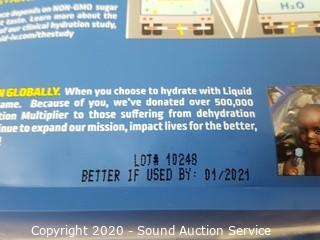 depends on NON-GMO sugar
t taste. Learn more about the
of our clinical hydration study,
id-iv.com/thestudy
H₂O
GLOBALLY. When you choose to hydrate with Liquid
ame. Because of you, we've donated over 500,000
tion Multiplier to those suffering from dehydration
tinue to expand our mission, impact lives for the better,
LOT# 10248
BETTER IF USED BY: 01/2021
Copyright 2020 - Sound Auction Service